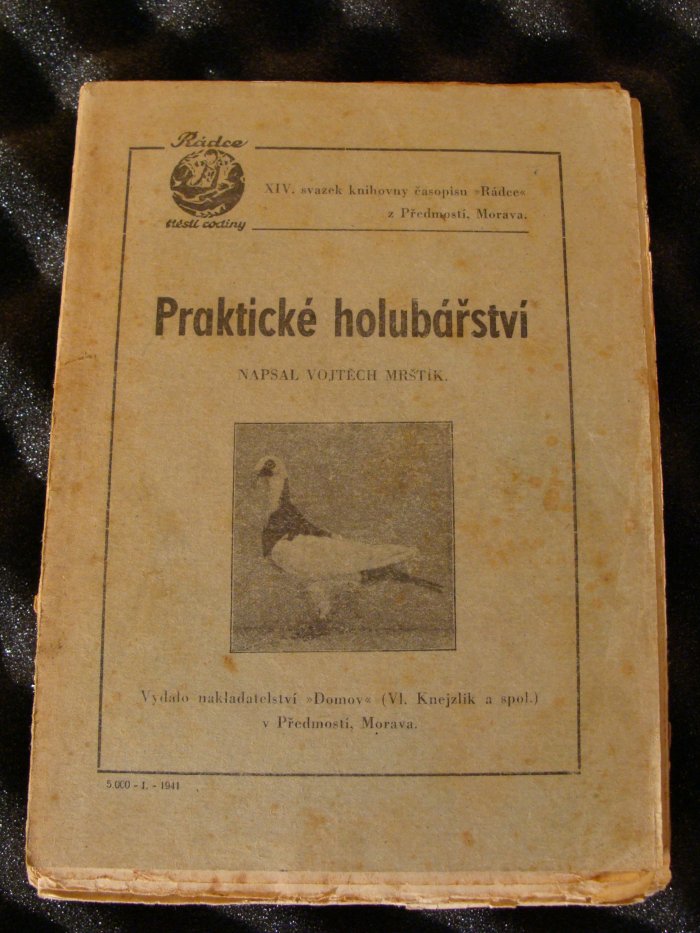 Rádce
štěstí rodiny
XIV. svazek knihovny časopisu »Rádce«
z Předmostí, Morava.
Praktické holubářství
NAPSAL VOJTĚCH MRŠTÍK.
Vydalo nakladatelství »Domov« (Vl. Knejzlík a spol.)
v Předmostí, Morava.
5.000 - I. - 1941